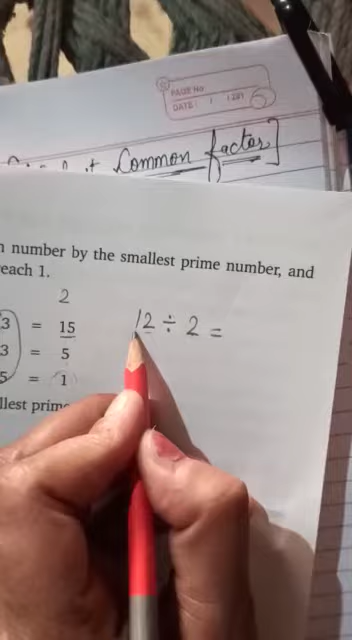 PAGE No.
DATE:
Common factor]
number by the smallest prime number, and
each 1.
2
3 = 15
12 ÷ 2 =
3 = 5
5 = 1
llest prim